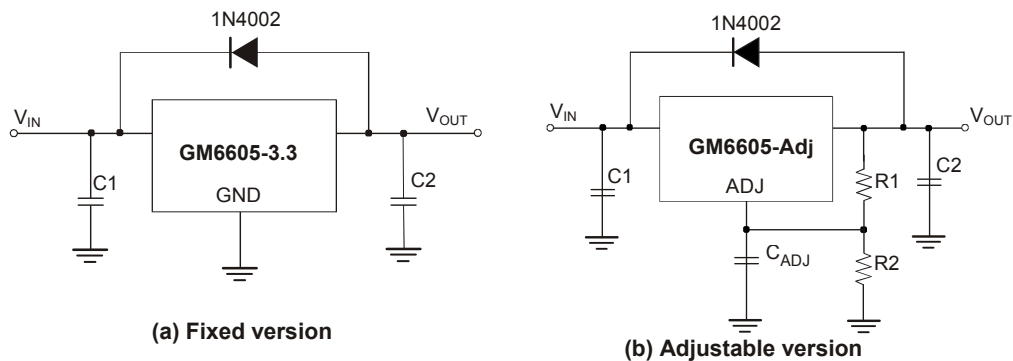 1N4002
V_IN
V_OUT
GM6605-3.3
C1
C2
GND
(a) Fixed version
1N4002
V_IN
V_OUT
GM6605-Adj
C1
C2
ADJ
R1
C_ADJ
R2
(b) Adjustable version